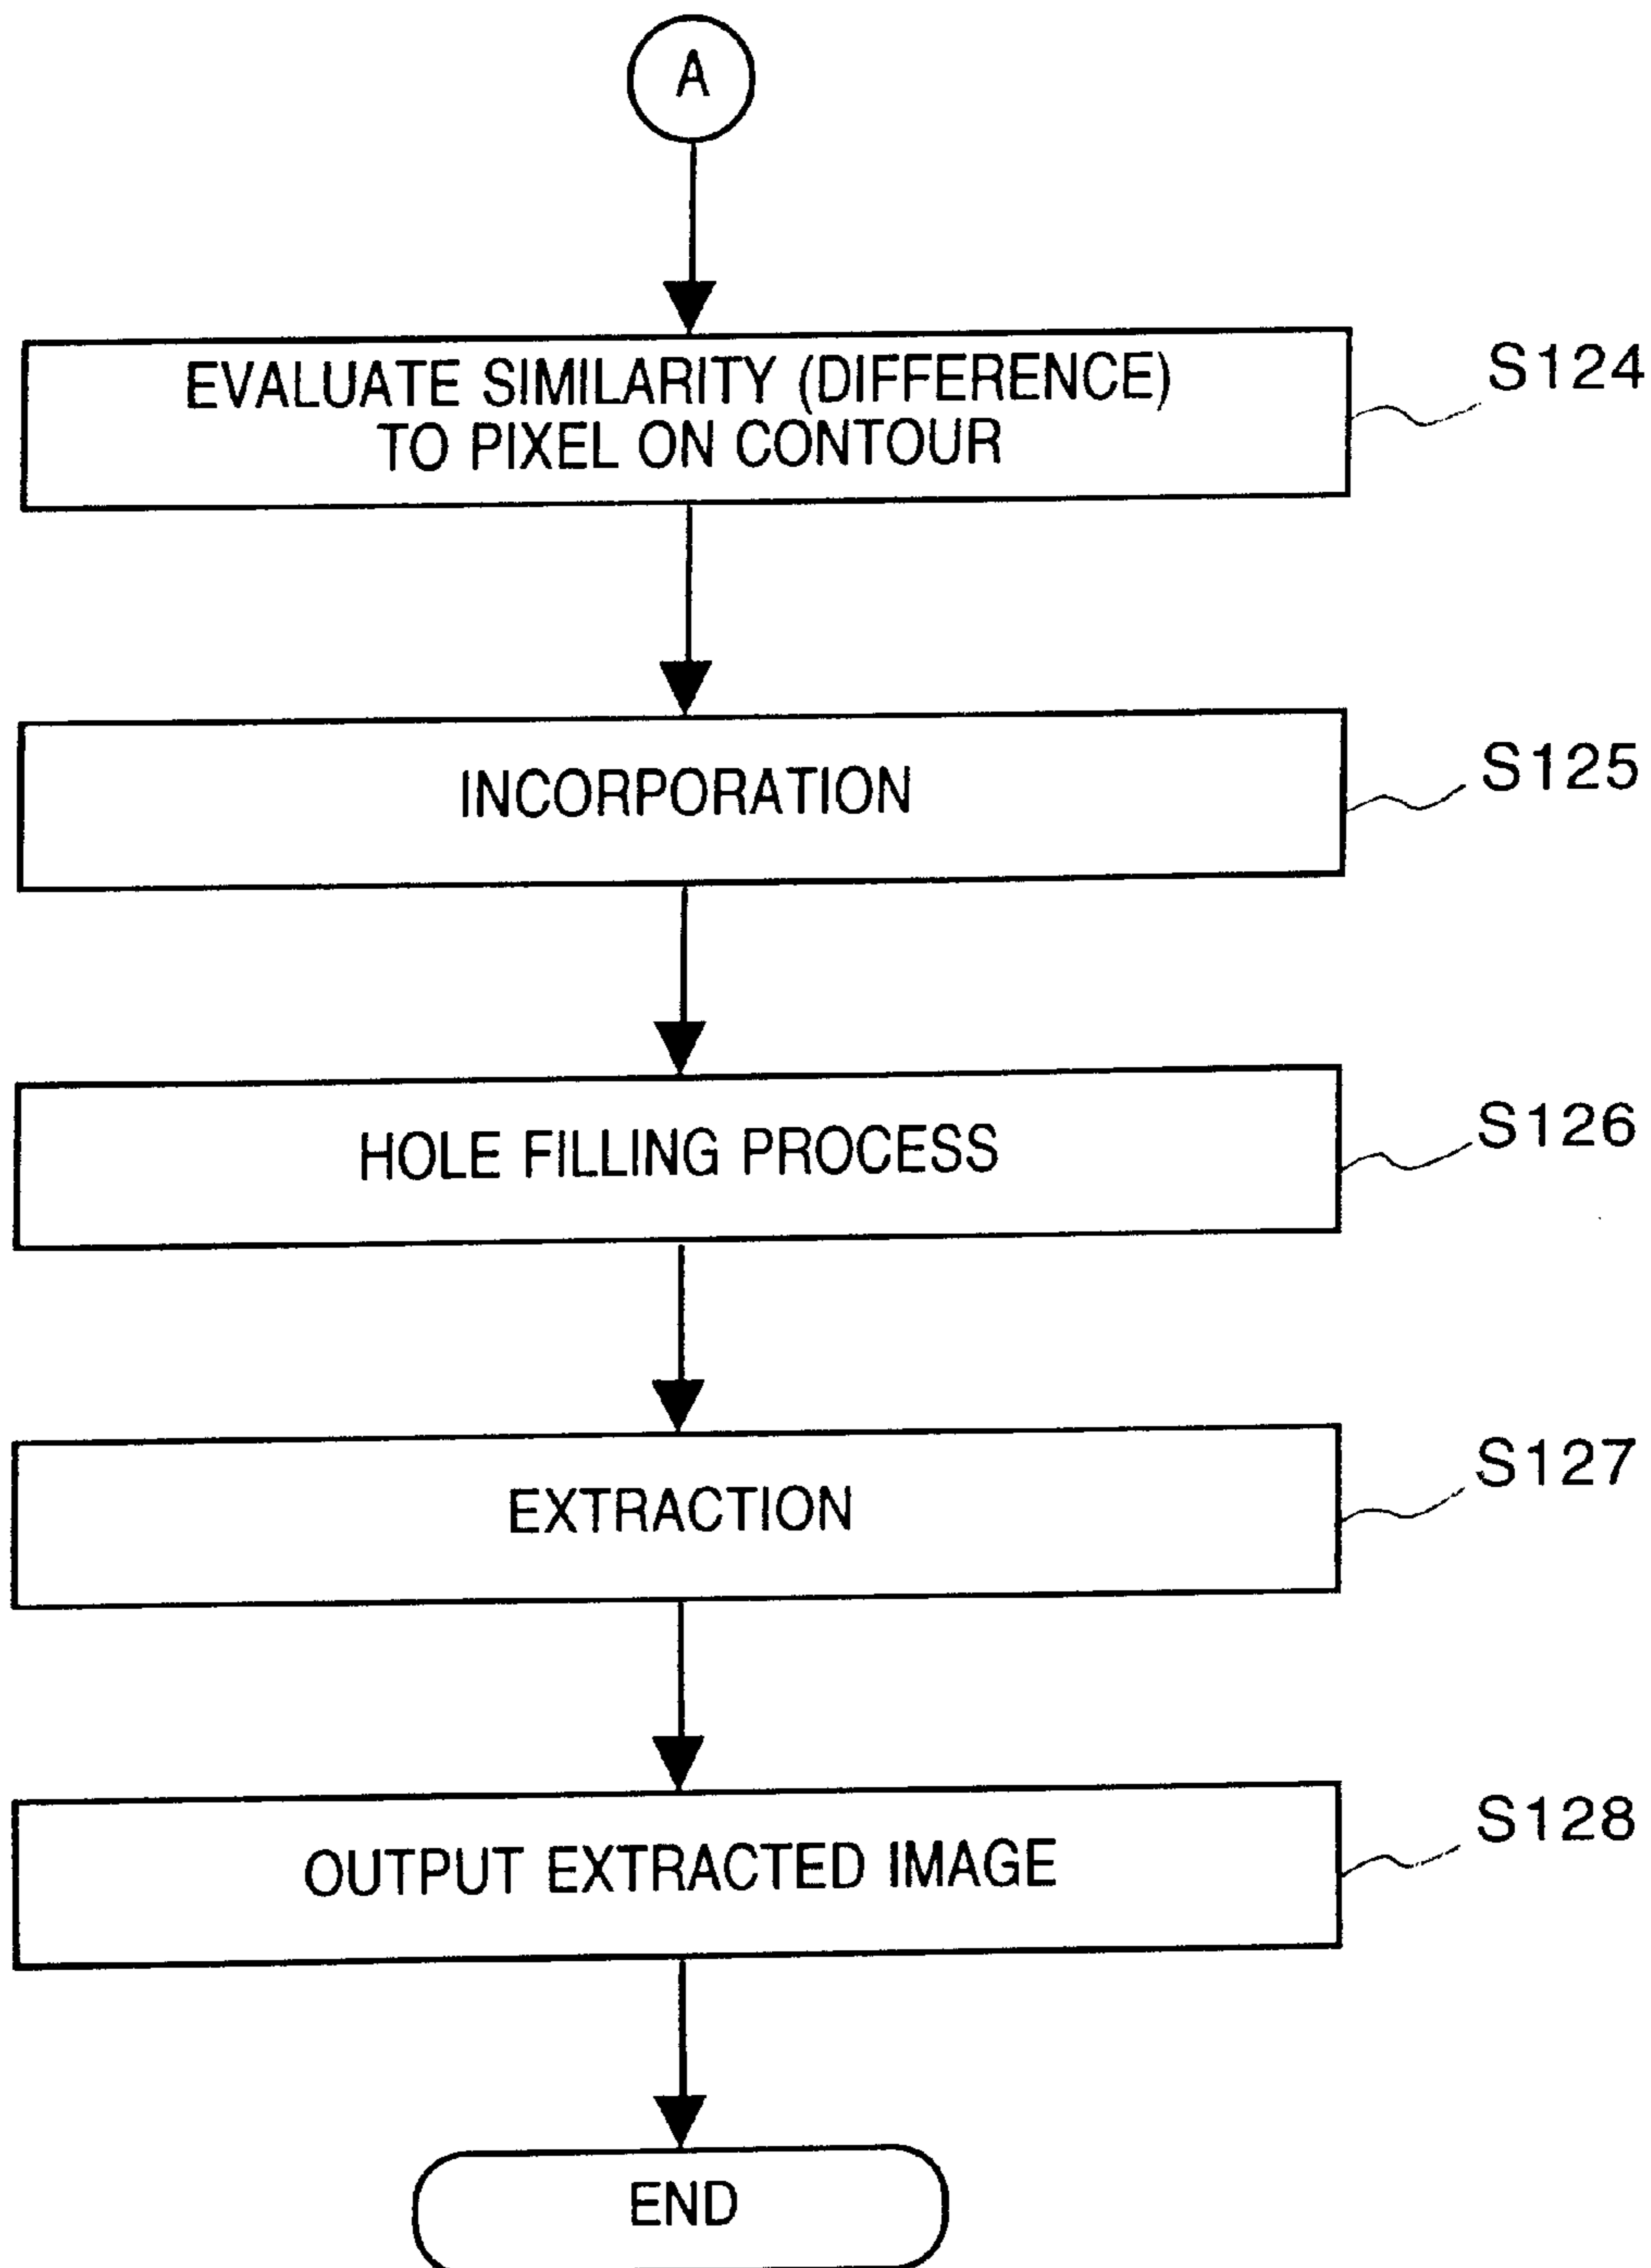 A
EVALUATE SIMILARITY (DIFFERENCE)
TO PIXEL ON CONTOUR
S124
INCORPORATION
S125
HOLE FILLING PROCESS
S126
EXTRACTION
S127
OUTPUT EXTRACTED IMAGE
S128
END